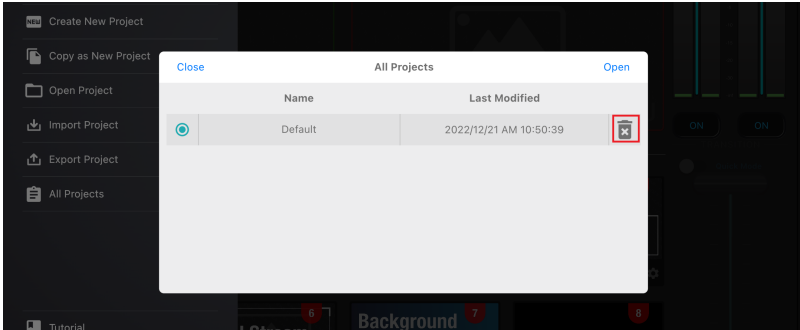 NEW Create New Project
Copy as New Project
Open Project
Import Project
Export Project
All Projects
Tutorial
Close All Projects Open
Name Last Modified
Default 2022/12/21 AM 10:50:39
ON ON
6
Background 7
8